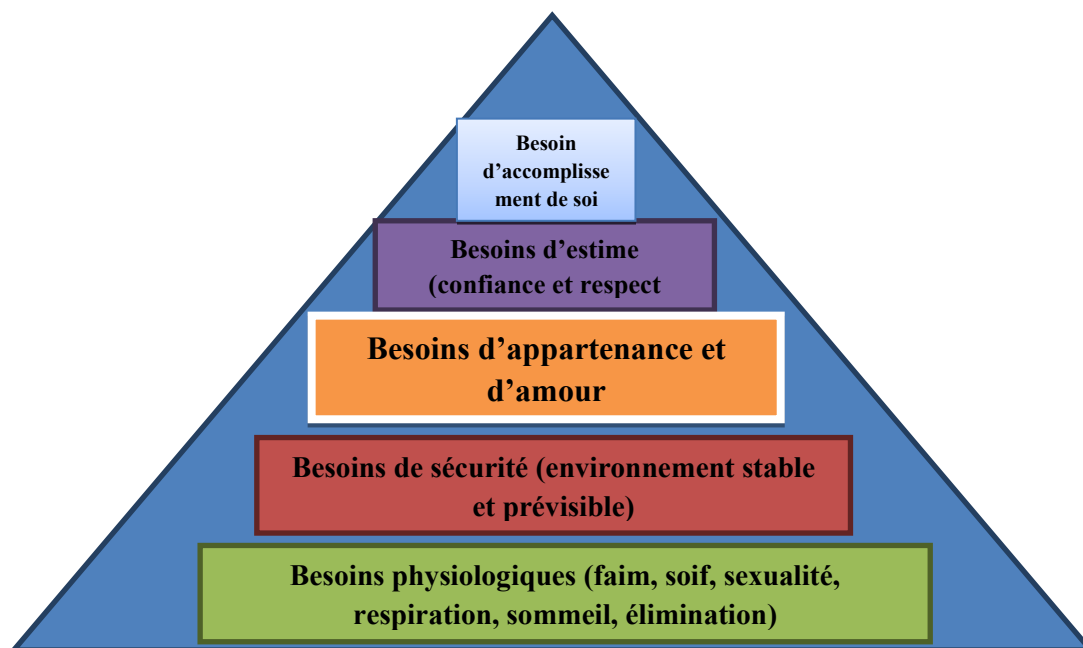 Besoin
d’accomplisse
ment de soi
Besoins d’estime
(confiance et respect
Besoins d’appartenance et
d’amour
Besoins de sécurité (environnement stable
et prévisible)
Besoins physiologiques (faim, soif, sexualité,
respiration, sommeil, élimination)